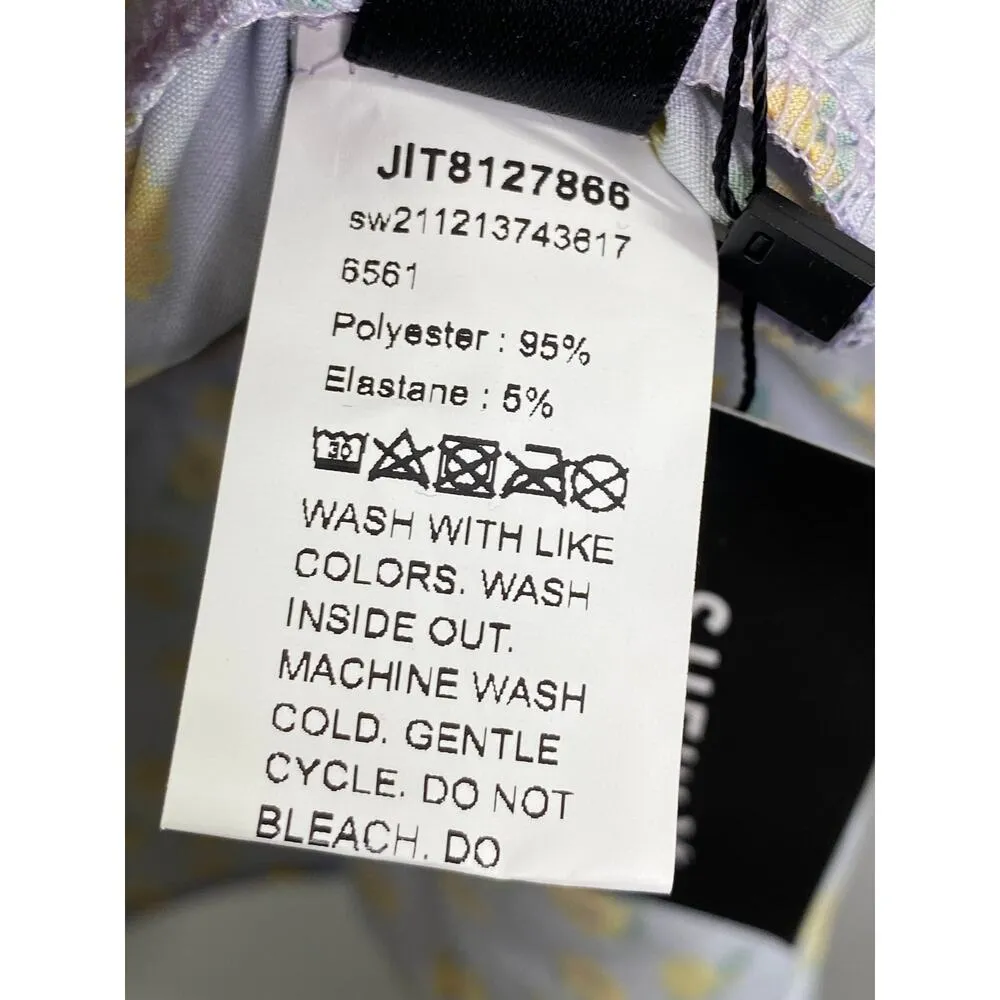 JIT8127866
sw211213743617
6561
Polyester : 95%
Elastane : 5%
30
WASH WITH LIKE
COLORS. WASH
INSIDE OUT.
MACHINE WASH
COLD. GENTLE
CYCLE. DO NOT
BLEACH. DO